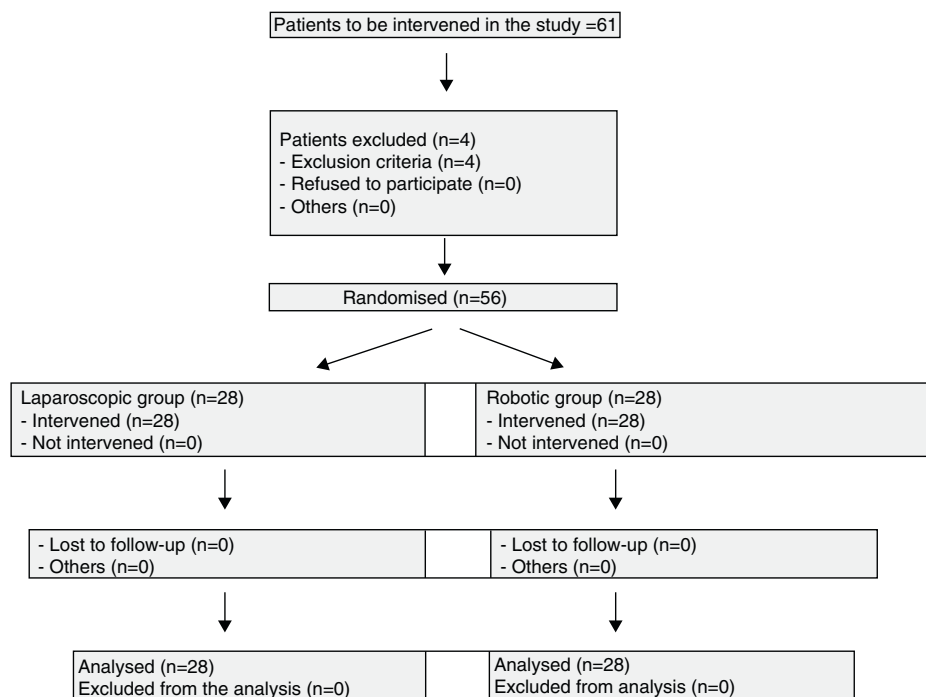 Patients to be intervened in the study =61
Patients excluded (n=4)
- Exclusion criteria (n=4)
- Refused to participate (n=0)
- Others (n=0)
Randomised (n=56)
Laparoscopic group (n=28)
- Intervened (n=28)
- Not intervened (n=0)
Robotic group (n=28)
- Intervened (n=28)
- Not intervened (n=0)
- Lost to follow-up (n=0)
- Others (n=0)
- Lost to follow-up (n=0)
- Others (n=0)
Analysed (n=28)
Excluded from the analysis (n=0)
Analysed (n=28)
Excluded from analysis (n=0)